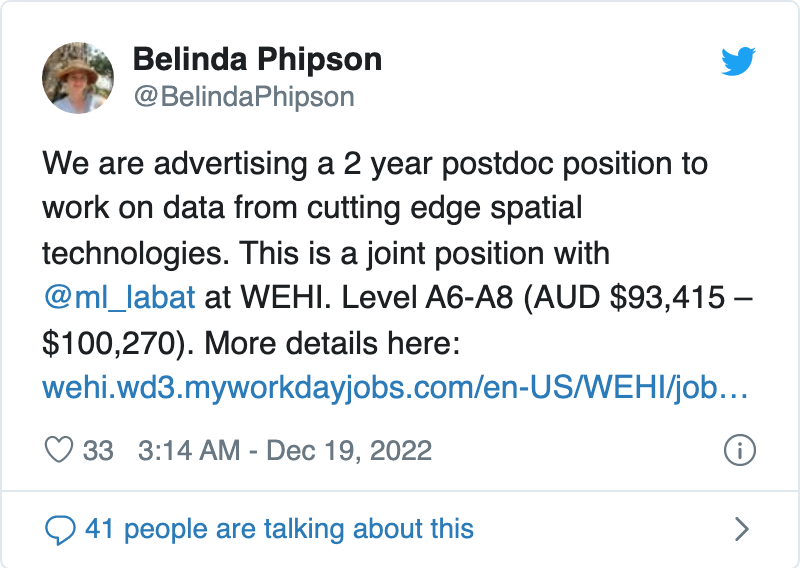 Belinda Phipson
@BelindaPhipson
We are advertising a 2 year postdoc position to
work on data from cutting edge spatial
technologies. This is a joint position with
@ml_labat at WEHI. Level A6-A8 (AUD $93,415 –
$100,270). More details here:
wehi.wd3.myworkdayjobs.com/en-US/WEHI/job…
33 3:14 AM - Dec 19, 2022
41 people are talking about this